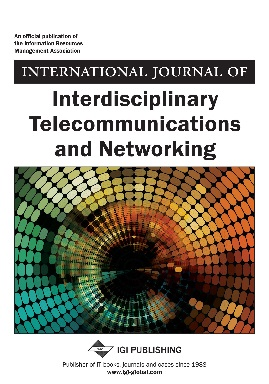 An official publication of
the Information Resources
Management Association
INTERNATIONAL JOURNAL OF
Interdisciplinary
Telecommunications
and Networking
IGI PUBLISHING
Publisher of IT books, journals and cases since 1988
www.igi-global.com